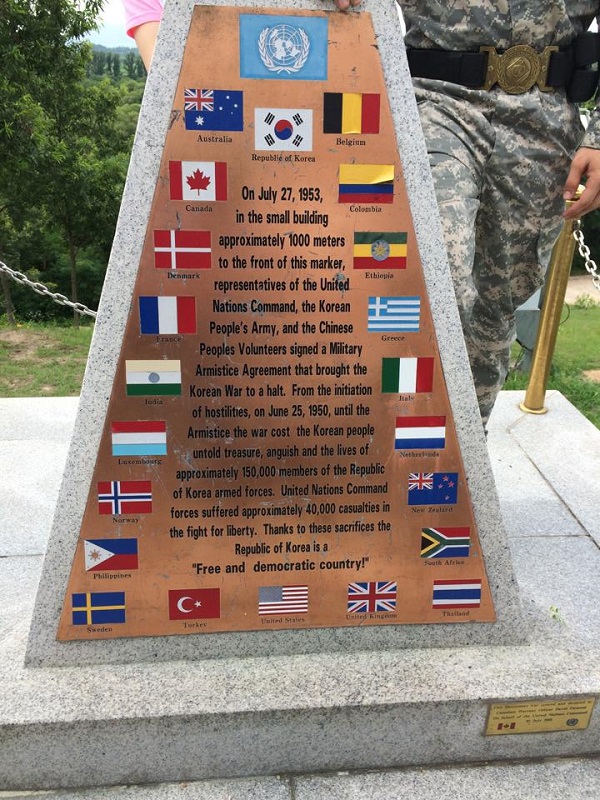 Australia
Republic of Korea
Belgium
Canada
On July 27, 1953,
Colombia
in the small building
approximately 1000 meters
Denmark
to the front of this marker,
Ethiopia
representatives of the United
Nations Command, the Korean
France
People's Army, and the Chinese
Greece
Peoples Volunteers signed a Military
Armistice Agreement that brought the
India
Korean War to a halt. From the initiation
Italy
of hostilities, on June 25, 1950, until the
Armistice the war cost the Korean people
untold treasure, anguish and the lives of
Luxembourg
Netherlands
approximately 150,000 members of the Republic
of Korea armed forces. United Nations Command
forces suffered approximately 40,000 casualties in
Norway
New Zealand
the fight for liberty. Thanks to these sacrifices the
Republic of Korea is a
South Africa
"Free and democratic country!"
Philippines
Sweden
Turkey
United States
United Kingdom
Thailand